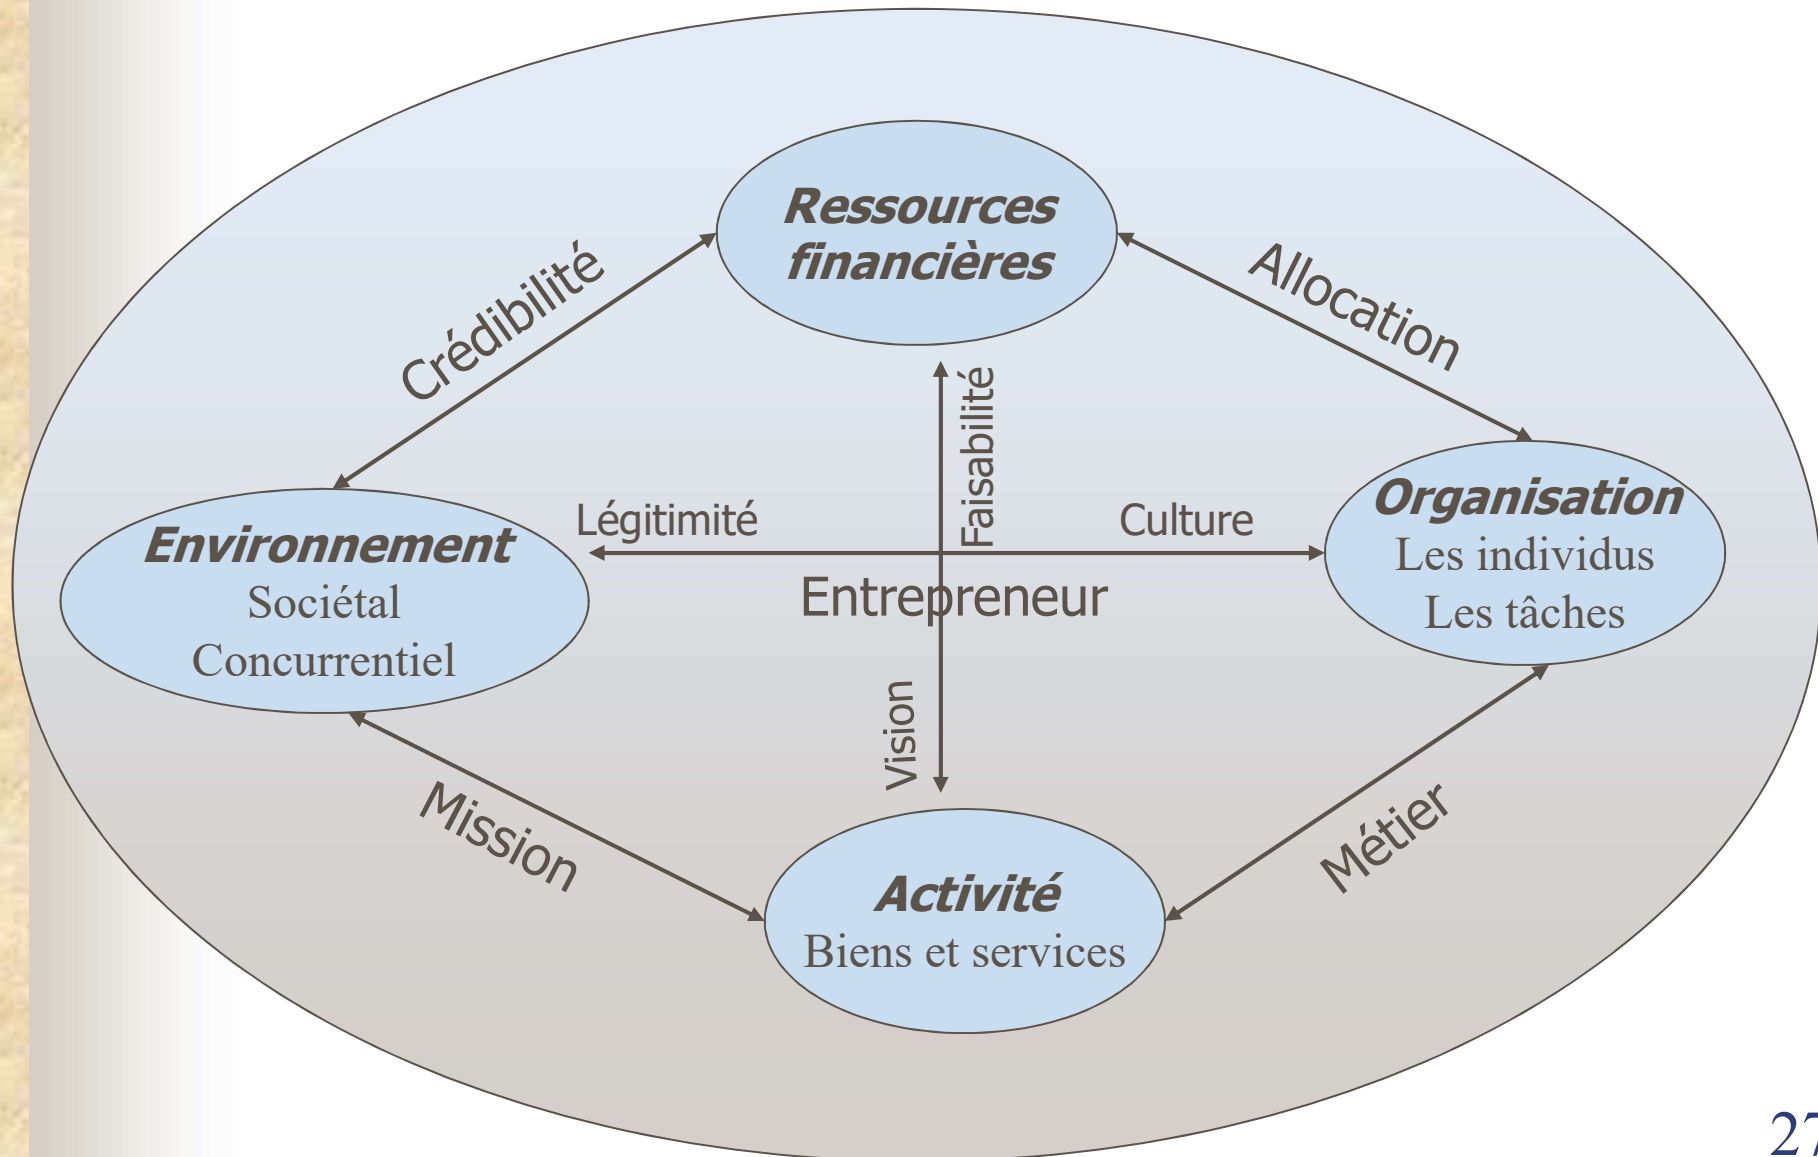 Ressources
financières
Crédibilité
Allocation
Faisabilité
Légitimité
Culture
Environnement
Sociétal
Concurrentiel
Organisation
Les individus
Les tâches
Entrepreneur
Vision
Mission
Métier
Activité
Biens et services
27